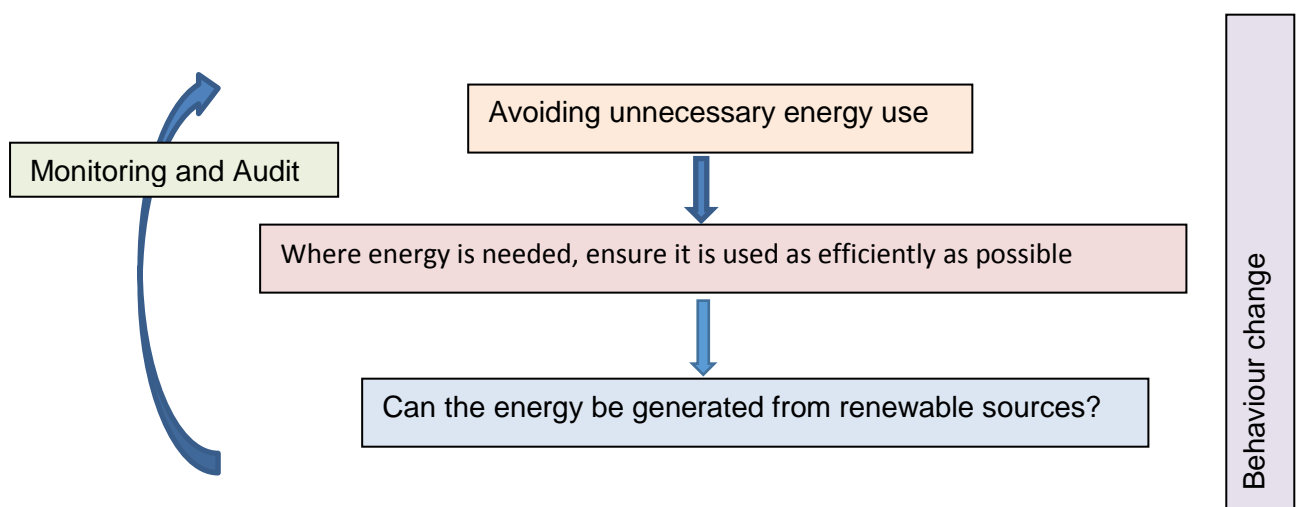 Avoiding unnecessary energy use
Monitoring and Audit
Where energy is needed, ensure it is used as efficiently as possible
Can the energy be generated from renewable sources?
Behaviour change